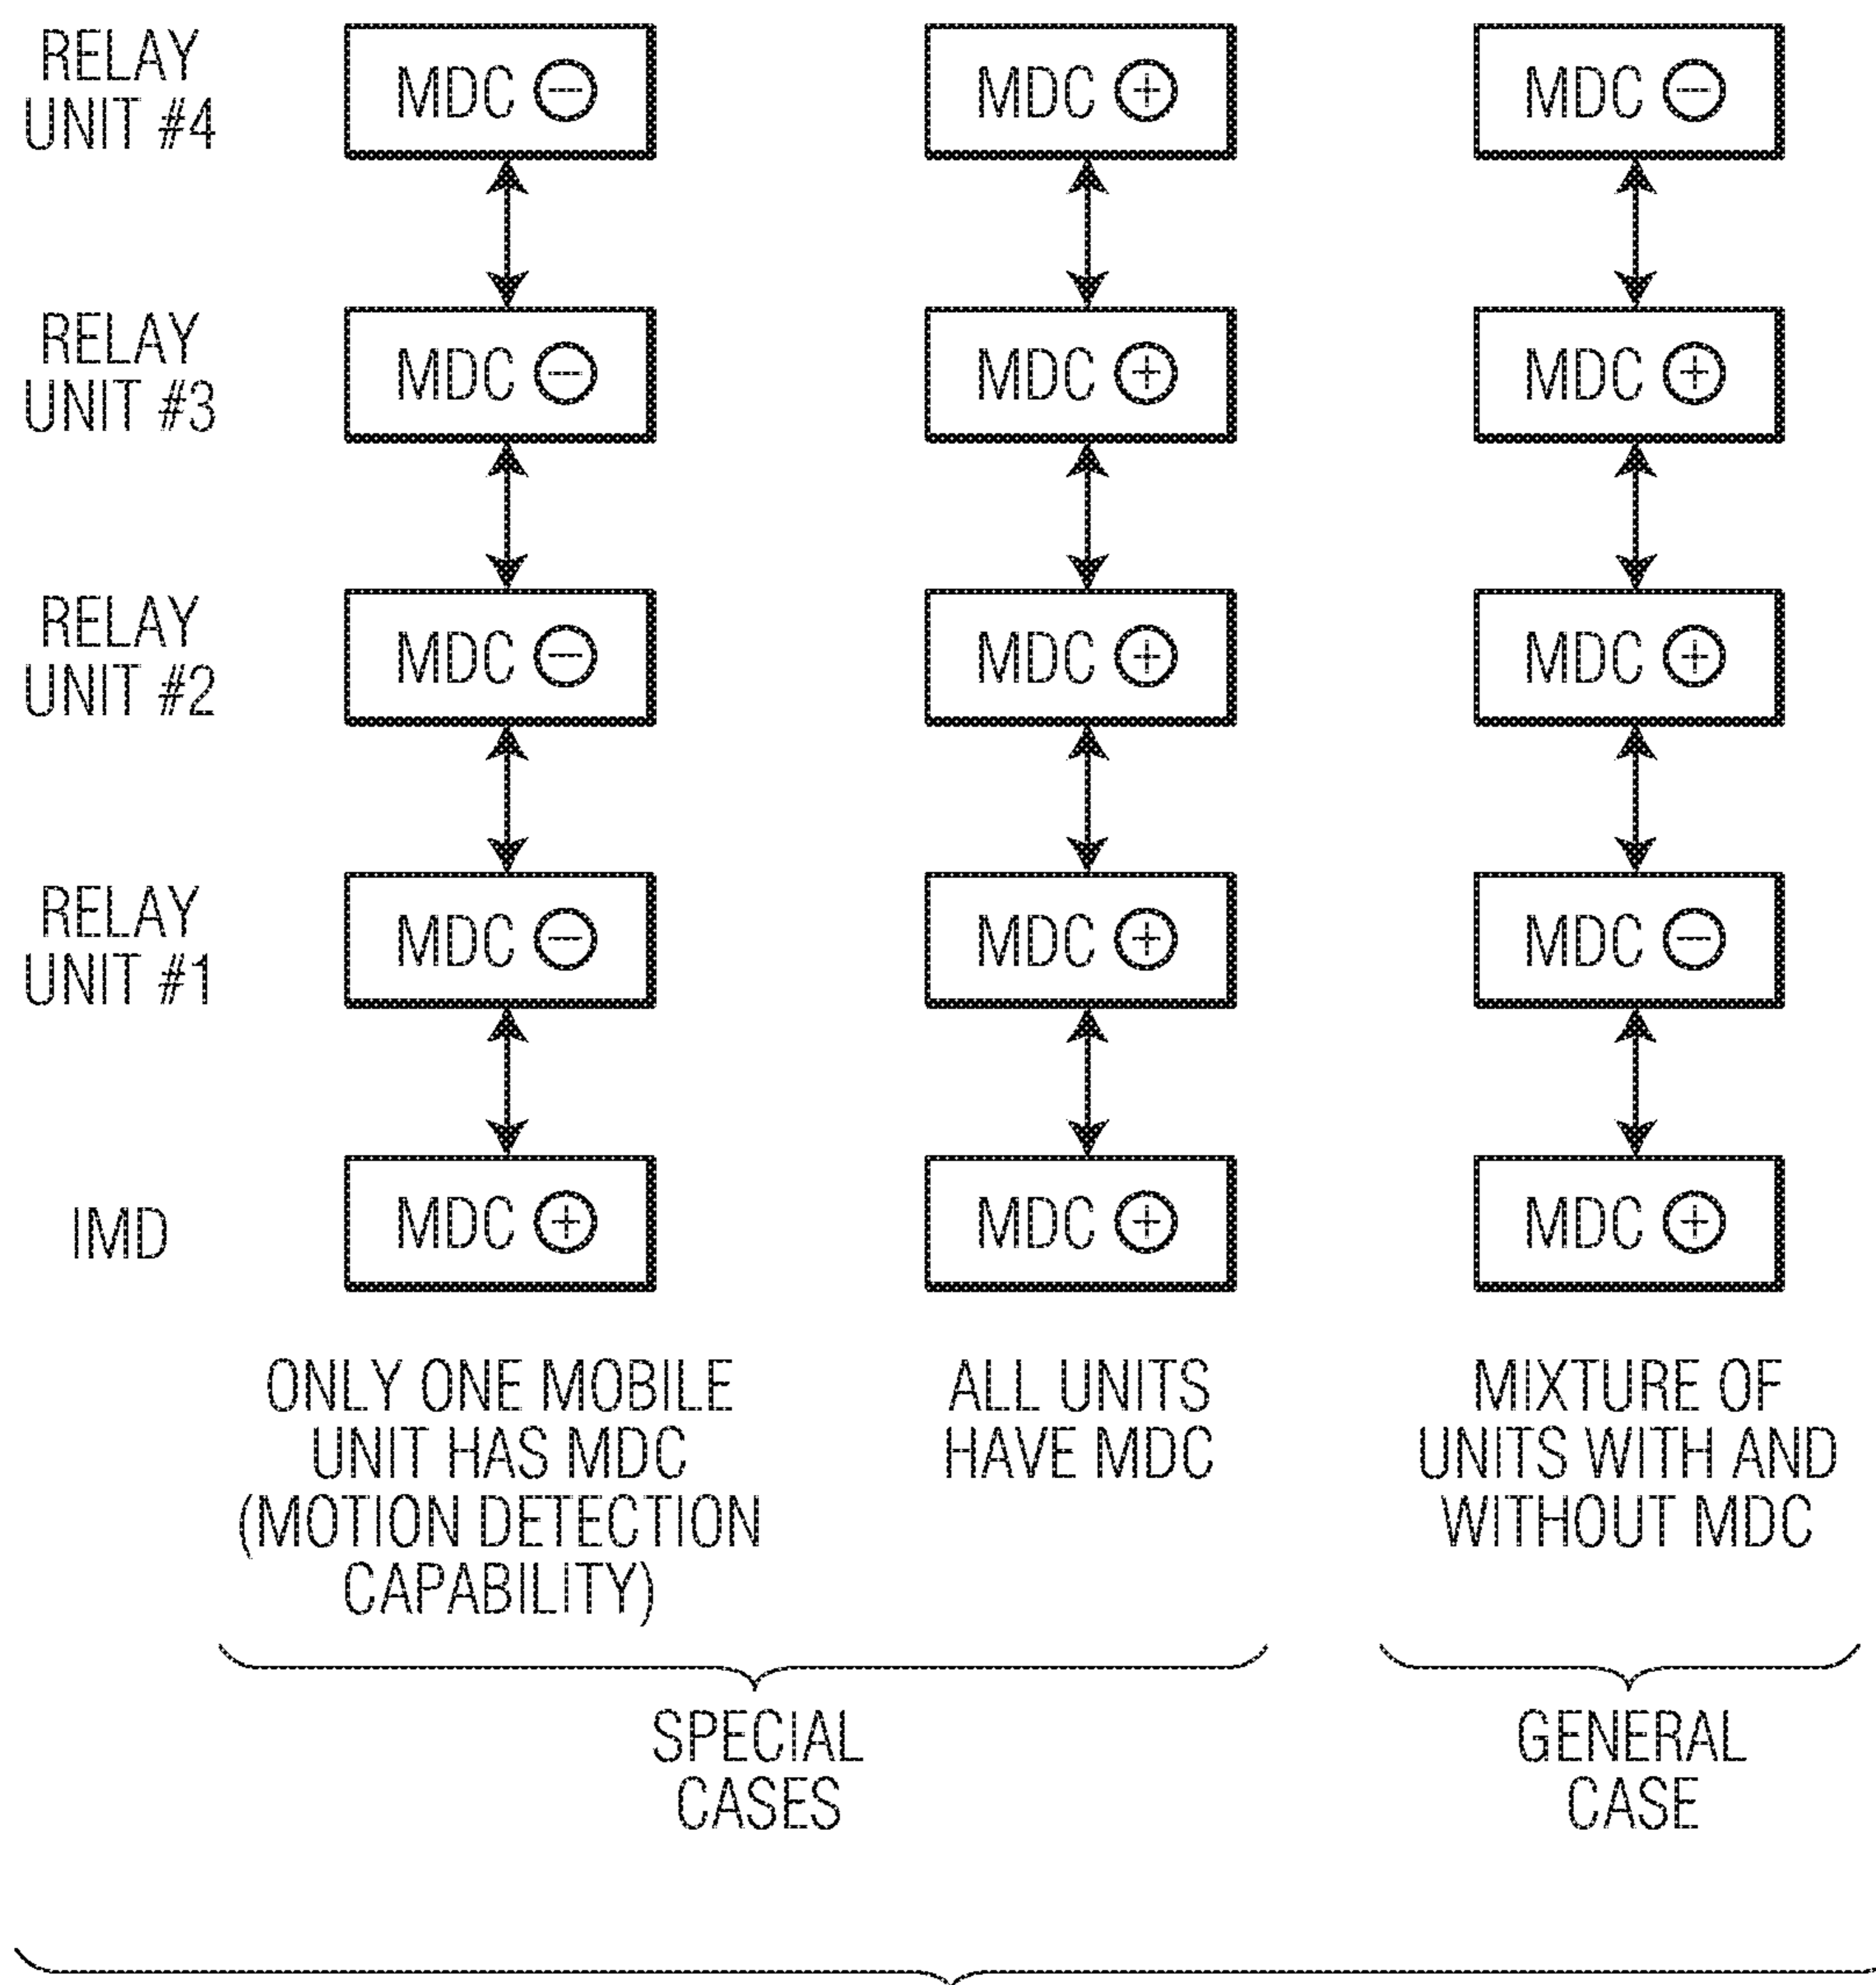 RELAY
UNIT #4
MDC ⊖
MDC ⊕
MDC ⊖
RELAY
UNIT #3
MDC ⊖
MDC ⊕
MDC ⊕
RELAY
UNIT #2
MDC ⊖
MDC ⊕
MDC ⊕
RELAY
UNIT #1
MDC ⊖
MDC ⊕
MDC ⊖
IMD
MDC ⊕
MDC ⊕
MDC ⊕
ONLY ONE MOBILE
UNIT HAS MDC
(MOTION DETECTION
CAPABILITY)
ALL UNITS
HAVE MDC
MIXTURE OF
UNITS WITH AND
WITHOUT MDC
SPECIAL
CASES
GENERAL
CASE